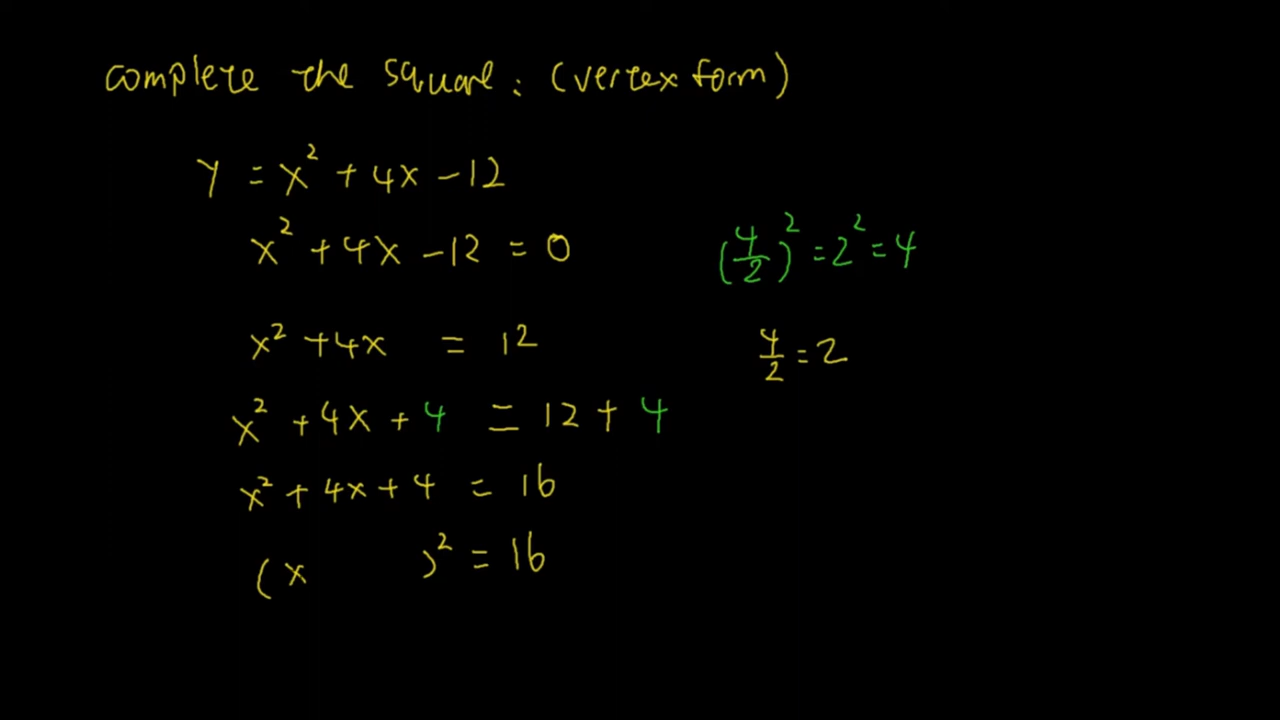 complete the square: (vertex form)
y = x² + 4x - 12
x² + 4x - 12 = 0
(4/2)² = 2² = 4
x² + 4x = 12
4/2 = 2
x² + 4x + 4 = 12 + 4
x² + 4x + 4 = 16
(x )² = 16